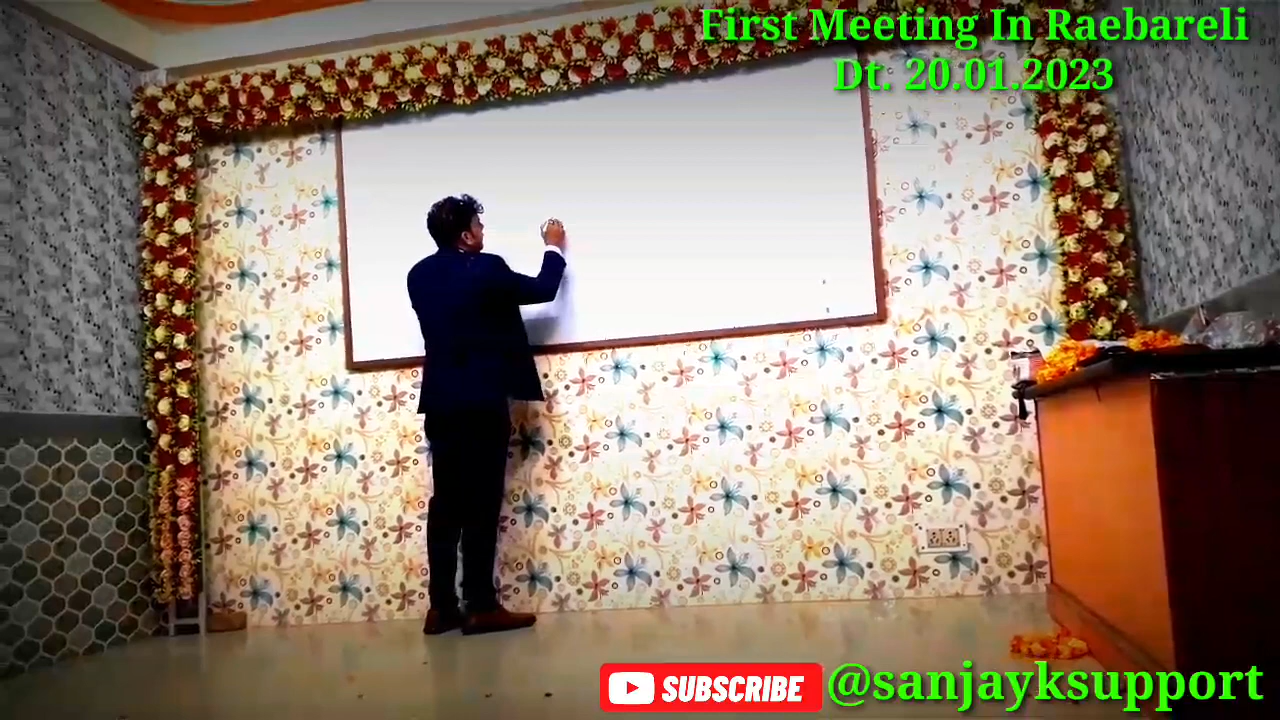 First Meeting In Raebareli
Dt. 20.01.2023
SUBSCRIBE @sanjayksupport